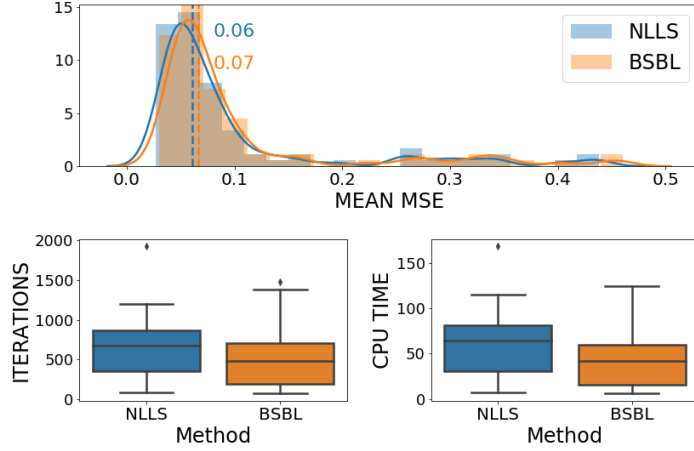 15
10
5
0
0.06
0.07
NLLS
BSBL
0.0 0.1 0.2 0.3 0.4 0.5
MEAN MSE
2000
1500
1000
500
0
ITERATIONS
NLLS BSBL
Method
150
100
50
0
CPU TIME
NLLS BSBL
Method